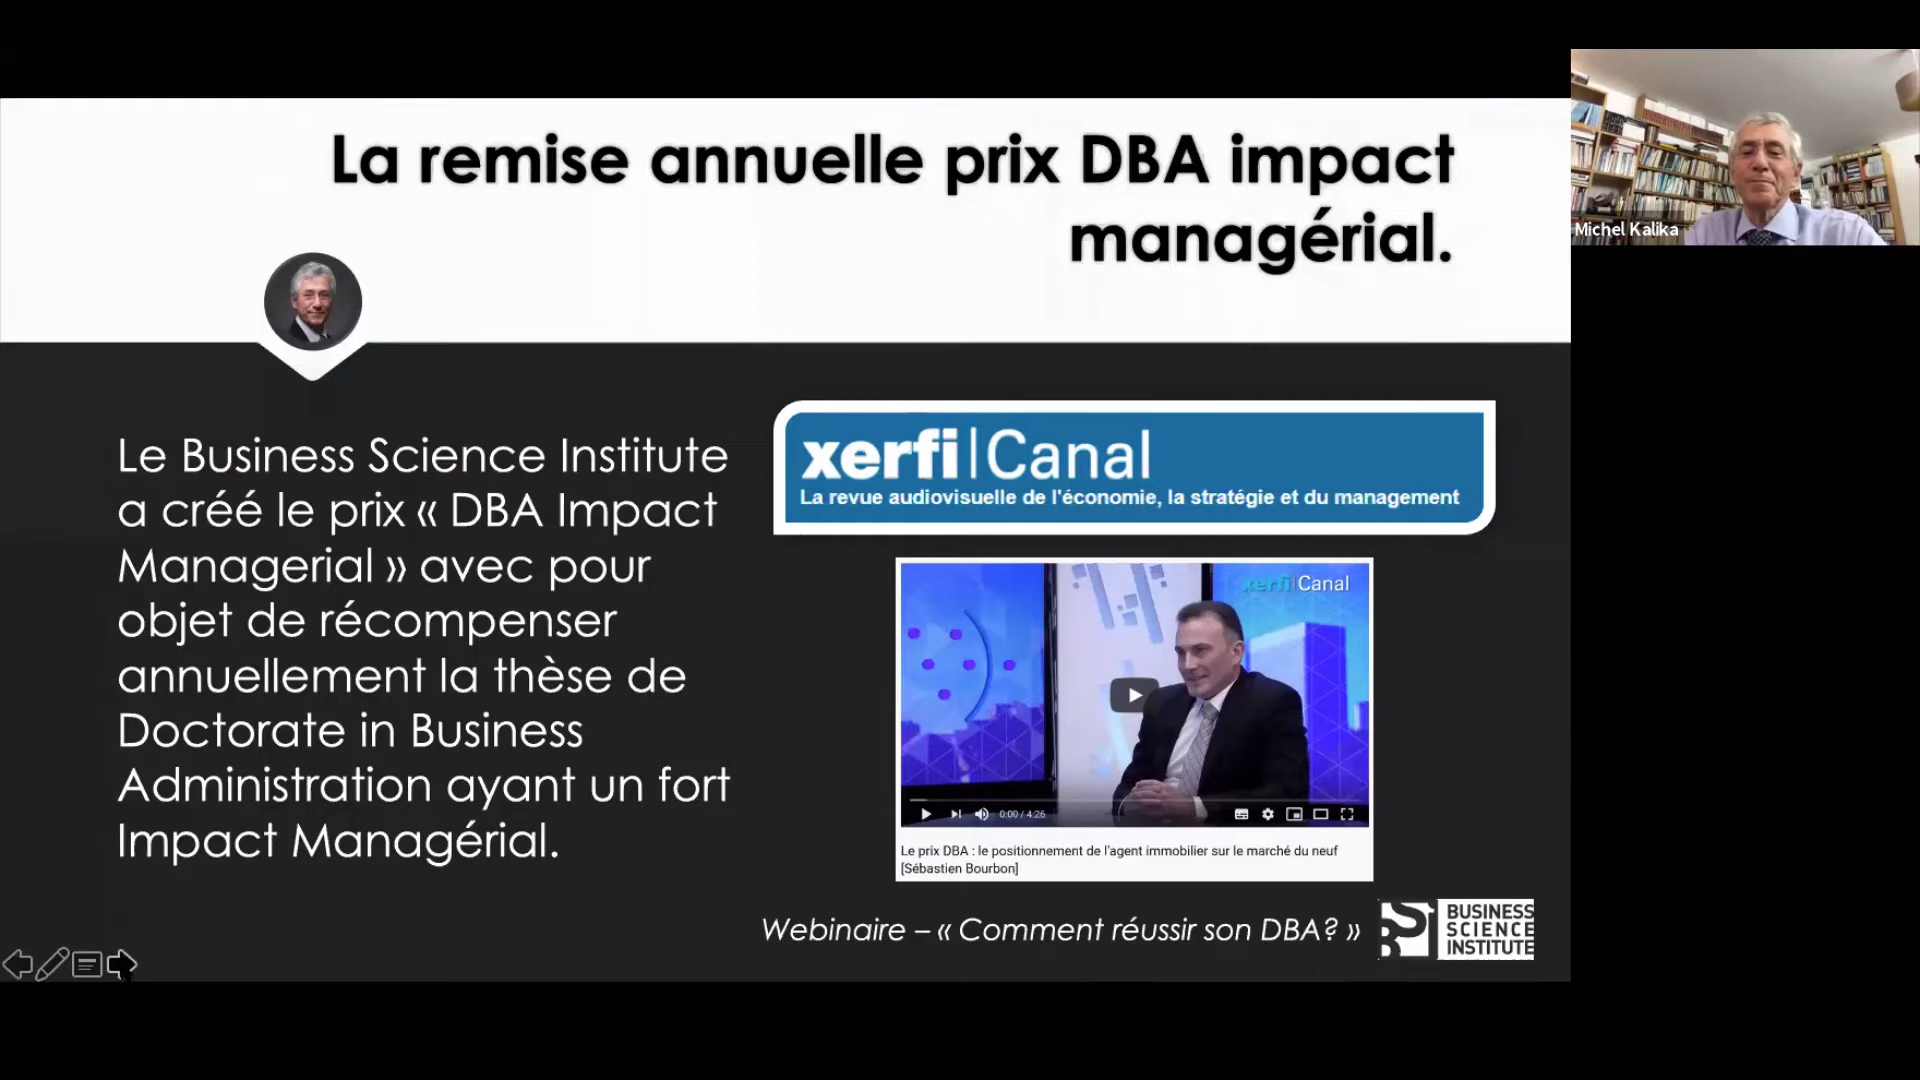 La remise annuelle prix DBA impact
managérial.
Michel Kalika
Le Business Science Institute
a créé le prix « DBA Impact
Managerial » avec pour
objet de récompenser
annuellement la thèse de
Doctorate in Business
Administration ayant un fort
Impact Managérial.
xerfi|Canal
La revue audiovisuelle de l'économie, la stratégie et du management
xerfi|Canal
0:00 / 4:26
Le prix DBA : le positionnement de l'agent immobilier sur le marché du neuf
[Sébastien Bourbon]
Webinaire – « Comment réussir son DBA? »
BUSINESS
SCIENCE
INSTITUTE